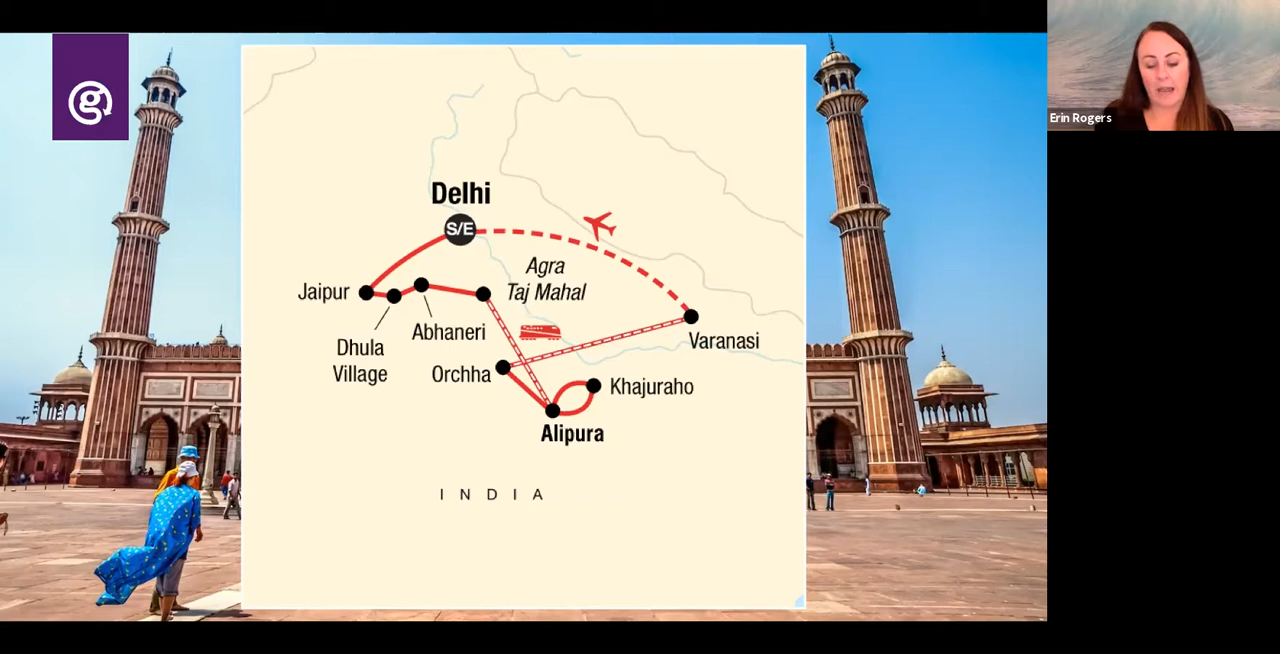 g
Erin Rogers
Delhi
S/E
Agra
Taj Mahal
Jaipur
Abhaneri
Dhula
Village
Varanasi
Orchha
Khajuraho
Alipura
INDIA